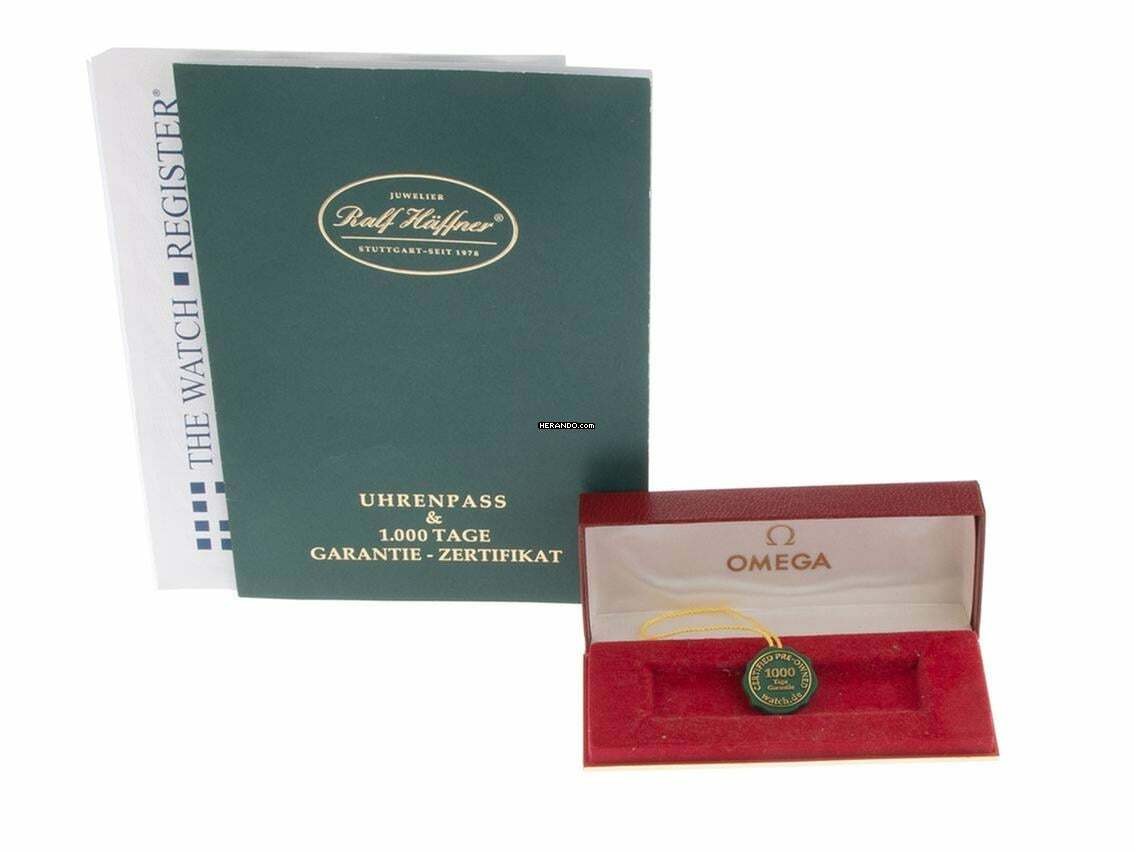 THE WATCH REGISTER®
JUWELIER
Ralf Häffner®
STUTTGART-SEIT 1978
HERANDO.com
UHRENPASS
&
1.000 TAGE
GARANTIE - ZERTIFIKAT
Ω
OMEGA
CERTIFIED PRE-OWNED
1000
Tage
Garantie
watch.de